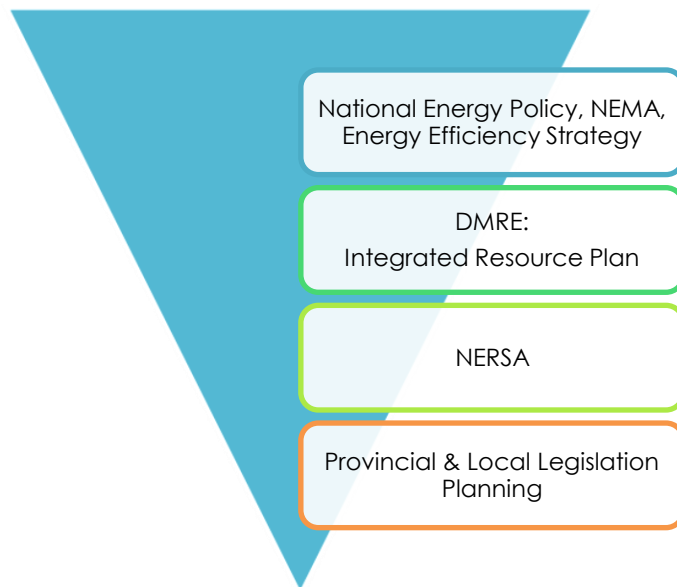 National Energy Policy, NEMA,
Energy Efficiency Strategy
DMRE:
Integrated Resource Plan
NERSA
Provincial & Local Legislation
Planning